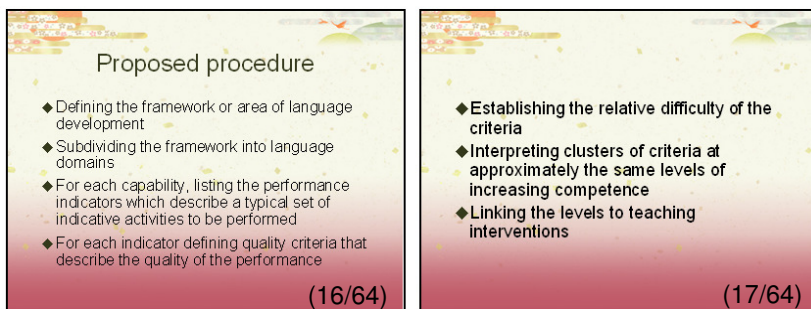 Proposed procedure
◆Defining the framework or area of language
development
◆Subdividing the framework into language
domains
◆For each capability, listing the performance
indicators which describe a typical set of
indicative activities to be performed
◆For each indicator defining quality criteria that
describe the quality of the performance
(16/64)
◆Establishing the relative difficulty of the
criteria
◆Interpreting clusters of criteria at
approximately the same levels of
increasing competence
◆Linking the levels to teaching
interventions
(17/64)